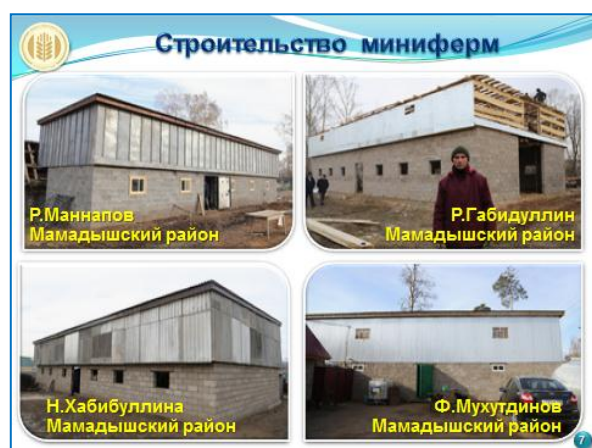 Строительство миниферм
Р.Маннапов
Мамадышский район
Р.Габидуллин
Мамадышский район
Н.Хабибуллина
Мамадышский район
Ф.Мухутдинов
Мамадышский район
7